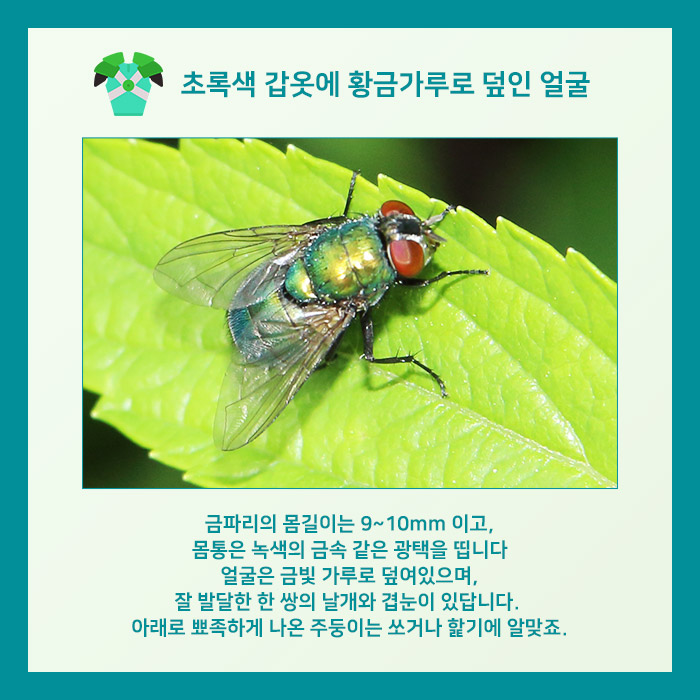 초록색 갑옷에 황금가루로 덮인 얼굴
금파리의 몸길이는 9~10mm 이고,
몸통은 녹색의 금속 같은 광택을 띱니다
얼굴은 금빛 가루로 덮여있으며,
잘 발달한 한 쌍의 날개와 겹눈이 있답니다.
아래로 뾰족하게 나온 주둥이는 쏘거나 핥기에 알맞죠.